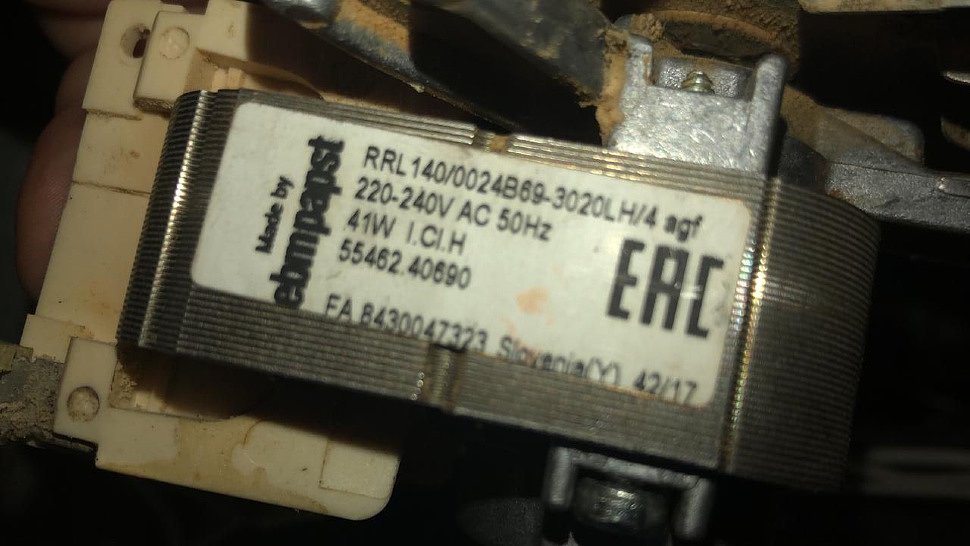 Made by
ebmpapst
RRL140/0024B69-3020LH/4 agf
220-240V AC 50Hz
41W I.Cl.H
55462.40690
EAC
FA 8430047323 Slovenia(Y) 42/17